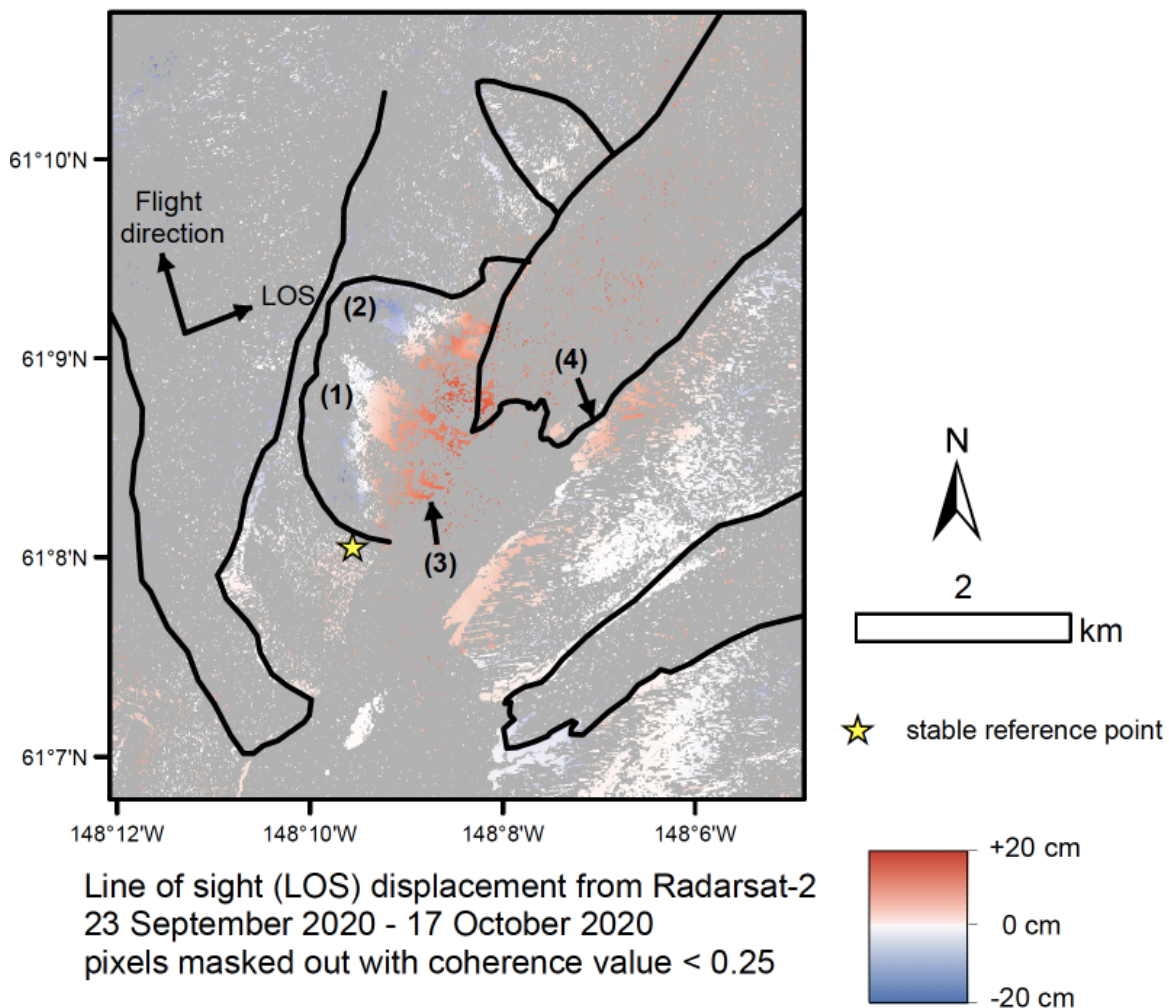 61°10'N
Flight
direction
LOS
(2)
61°9'N
(4)
(1)
61°8'N
(3)
61°7'N
148°12'W
148°10'W
148°8'W
148°6'W
N
2
km
stable reference point
+20 cm
0 cm
-20 cm
Line of sight (LOS) displacement from Radarsat-2
23 September 2020 - 17 October 2020
pixels masked out with coherence value < 0.25